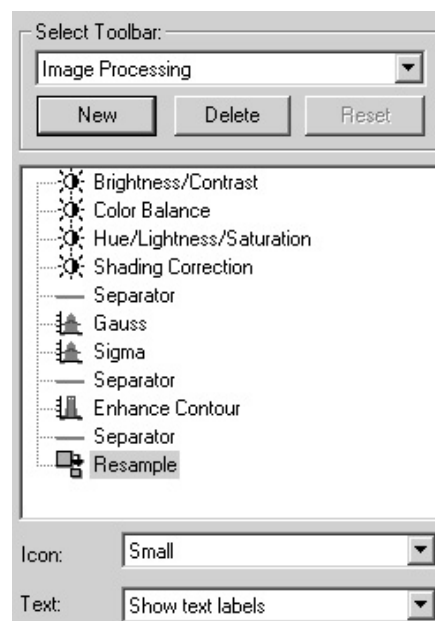 Select Toolbar:
Image Processing
New Delete Reset
Brightness/Contrast
Color Balance
Hue/Lightness/Saturation
Shading Correction
Separator
Gauss
Sigma
Separator
Enhance Contour
Separator
Resample
Icon: Small
Text: Show text labels